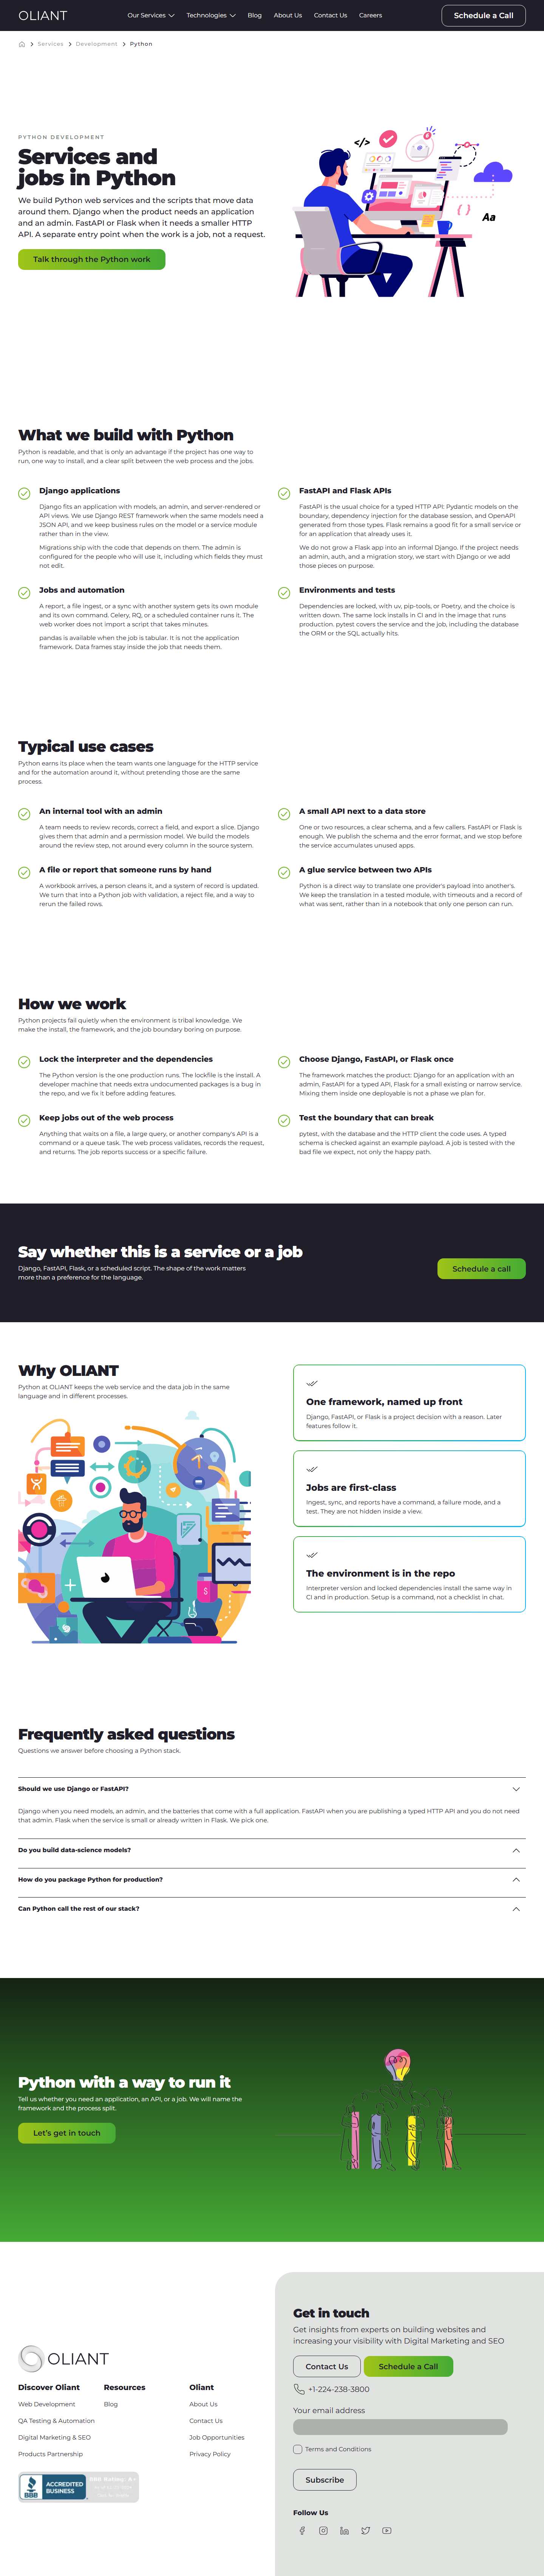 OLIANT
Our Services
Technologies
Blog
About Us
Contact Us
Careers
Schedule a Call
Services
Development
Python
PYTHON DEVELOPMENT
Services and
jobs in Python
We build Python web services and the scripts that move data
around them. Django when the product needs an application
and an admin. FastAPI or Flask when it needs a smaller HTTP
API. A separate entry point when the work is a job, not a request.
Talk through the Python work
</>
{ }
Aa
What we build with Python
Python is readable, and that is only an advantage if the project has one way to
run, one way to install, and a clear split between the web process and the jobs.
Django applications
Django fits an application with models, an admin, and server-rendered or
API views. We use Django REST framework when the same models need a
JSON API, and we keep business rules on the model or a service module
rather than in the view.
Migrations ship with the code that depends on them. The admin is
configured for the people who will use it, including which fields they must
not edit.
FastAPI and Flask APIs
FastAPI is the usual choice for a typed HTTP API: Pydantic models on the
boundary, dependency injection for the database session, and OpenAPI
generated from those types. Flask remains a good fit for a small service or
for an application that already uses it.
We do not grow a Flask app into an informal Django. If the project needs
an admin, auth, and a migration story, we start with Django or we add
those pieces on purpose.
Jobs and automation
A report, a file ingest, or a sync with another system gets its own module
and its own command. Celery, RQ, or a scheduled container runs it. The
web worker does not import a script that takes minutes.
pandas is available when the job is tabular. It is not the application
framework. Data frames stay inside the job that needs them.
Environments and tests
Dependencies are locked, with uv, pip-tools, or Poetry, and the choice is
written down. The same lock installs in CI and in the image that runs
production. pytest covers the service and the job, including the database
the ORM or the SQL actually hits.
Typical use cases
Python earns its place when the team wants one language for the HTTP service
and for the automation around it, without pretending those are the same
process.
An internal tool with an admin
A team needs to review records, correct a field, and export a slice. Django
gives them that admin and a permission model. We build the models
around the review step, not around every column in the source system.
A small API next to a data store
One or two resources, a clear schema, and a few callers. FastAPI or Flask is
enough. We publish the schema and the error format, and we stop before
the service accumulates unused apps.
A file or report that someone runs by hand
A workbook arrives, a person cleans it, and a system of record is updated.
We turn that into a Python job with validation, a reject file, and a way to
rerun the failed rows.
A glue service between two APIs
Python is a direct way to translate one provider's payload into another's.
We keep the translation in a tested module, with timeouts and a record of
what was sent, rather than in a notebook that only one person can run.
How we work
Python projects fail quietly when the environment is tribal knowledge. We
make the install, the framework, and the job boundary boring on purpose.
Lock the interpreter and the dependencies
The Python version is the one production runs. The lockfile is the install. A
developer machine that needs extra undocumented packages is a bug in
the repo, and we fix it before adding features.
Choose Django, FastAPI, or Flask once
The framework matches the product: Django for an application with an
admin, FastAPI for a typed API, Flask for a small existing or narrow service.
Mixing them inside one deployable is not a phase we plan for.
Keep jobs out of the web process
Anything that waits on a file, a large query, or another company's API is a
command or a queue task. The web process validates, records the request,
and returns. The job reports success or a specific failure.
Test the boundary that can break
pytest, with the database and the HTTP client the code uses. A typed
schema is checked against an example payload. A job is tested with the
bad file we expect, not only the happy path.
Say whether this is a service or a job
Django, FastAPI, Flask, or a scheduled script. The shape of the work matters
more than a preference for the language.
Schedule a call
Why OLIANT
Python at OLIANT keeps the web service and the data job in the same
language and in different processes.
One framework, named up front
Django, FastAPI, or Flask is a project decision with a reason. Later
features follow it.
Jobs are first-class
Ingest, sync, and reports have a command, a failure mode, and a
test. They are not hidden inside a view.
The environment is in the repo
Interpreter version and locked dependencies install the same way in
CI and in production. Setup is a command, not a checklist in chat.
Frequently asked questions
Questions we answer before choosing a Python stack.
Should we use Django or FastAPI?
Django when you need models, an admin, and the batteries that come with a full application. FastAPI when you are publishing a typed HTTP API and you do not need
that admin. Flask when the service is small or already written in Flask. We pick one.
Do you build data-science models?
How do you package Python for production?
Can Python call the rest of our stack?
Python with a way to run it
Tell us whether you need an application, an API, or a job. We will name the
framework and the process split.
Let's get in touch
Get in touch
Get insights from experts on building websites and
increasing your visibility with Digital Marketing and SEO
Contact Us
Schedule a Call
+1-224-238-3800
Your email address
Terms and Conditions
Subscribe
Follow Us
OLIANT
Discover Oliant
Web Development
QA Testing & Automation
Digital Marketing & SEO
Products Partnership
Resources
Blog
Oliant
About Us
Contact Us
Job Opportunities
Privacy Policy
BBB
ACCREDITED
BUSINESS
BBB Rating: A+